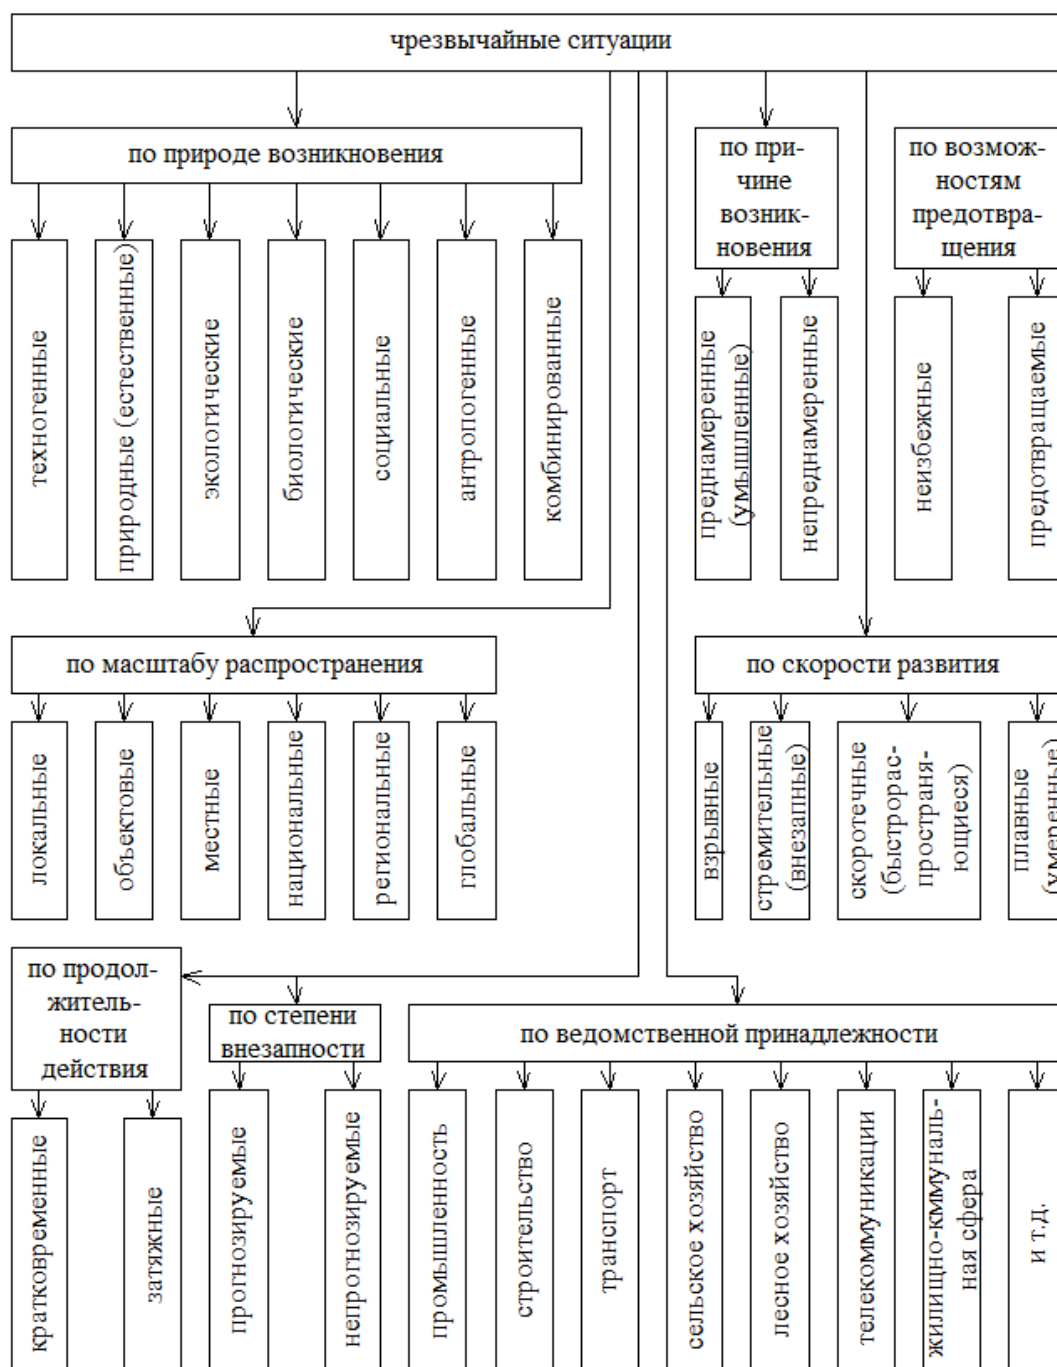 чрезвычайные ситуации
по природе возникновения
по при-
чине
возник-
новения
по возмож-
ностям
предотвра-
щения
техногенные
природные (естественные)
экологические
биологические
социальные
антропогенные
комбинированные
преднамеренные
(умышленные)
непреднамеренные
неизбежные
предотвращаемые
по масштабу распространения
по скорости развития
локальные
объектовые
местные
национальные
региональные
глобальные
взрывные
стремительные
(внезапные)
скоротечные
(быстрорас-
пространя-
ющиеся)
плавные
(умеренные)
по продол-
житель-
ности
действия
по степени
внезапности
по ведомственной принадлежности
кратковременные
затяжные
прогнозируемые
непрогнозируемые
промышленность
строительство
транспорт
сельское хозяйство
лесное хозяйство
телекоммуникации
жилищно-кммуналь-
ная сфера
и т.д.